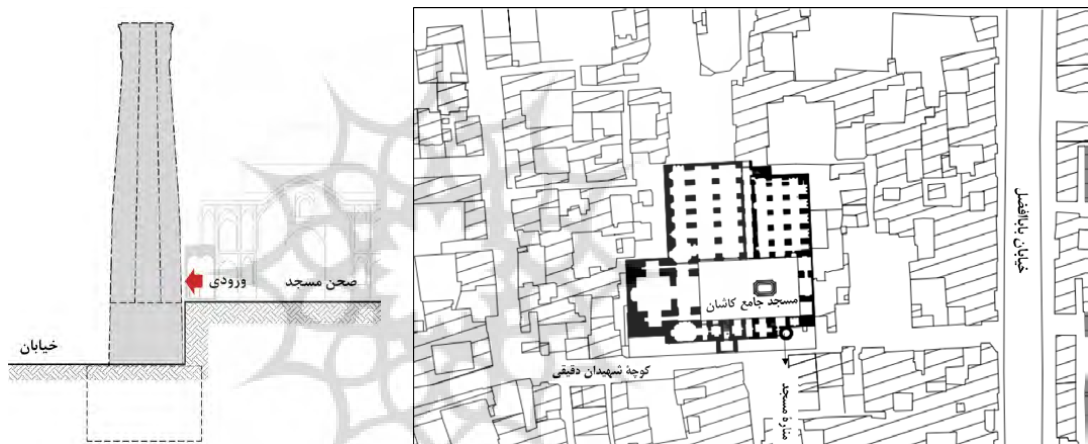 ورودی
صحن مسجد
خیابان
خیابان باباافضل
مسجد جامع کاشان
کوچهٔ شهیدان دقیقی
مناره مسجد